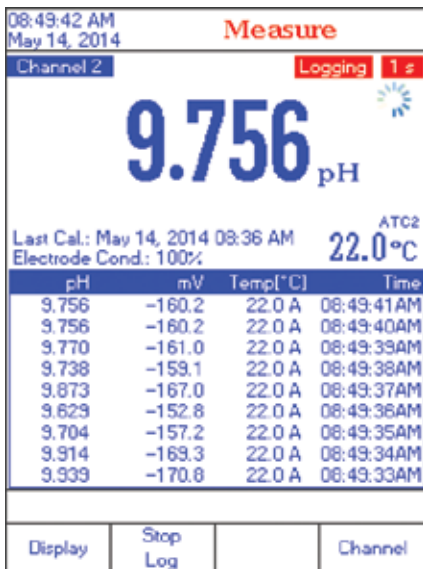 08:49:42 AM
May 14, 2014
Measure
Channel 2
Logging 1 s
9.756 pH
ATC2
22.0°C
Last Cal.: May 14, 2014 08:36 AM
Electrode Cond.: 100%
pH mV Temp[°C] Time
9.756 -160.2 22.0 A 08:49:41AM
9.756 -160.2 22.0 A 08:49:40AM
9.770 -161.0 22.0 A 08:49:39AM
9.738 -159.1 22.0 A 08:49:38AM
9.873 -167.0 22.0 A 08:49:37AM
9.629 -152.8 22.0 A 08:49:36AM
9.704 -157.2 22.0 A 08:49:35AM
9.914 -169.3 22.0 A 08:49:34AM
9.939 -170.8 22.0 A 08:49:33AM
Display
Stop
Log
Channel